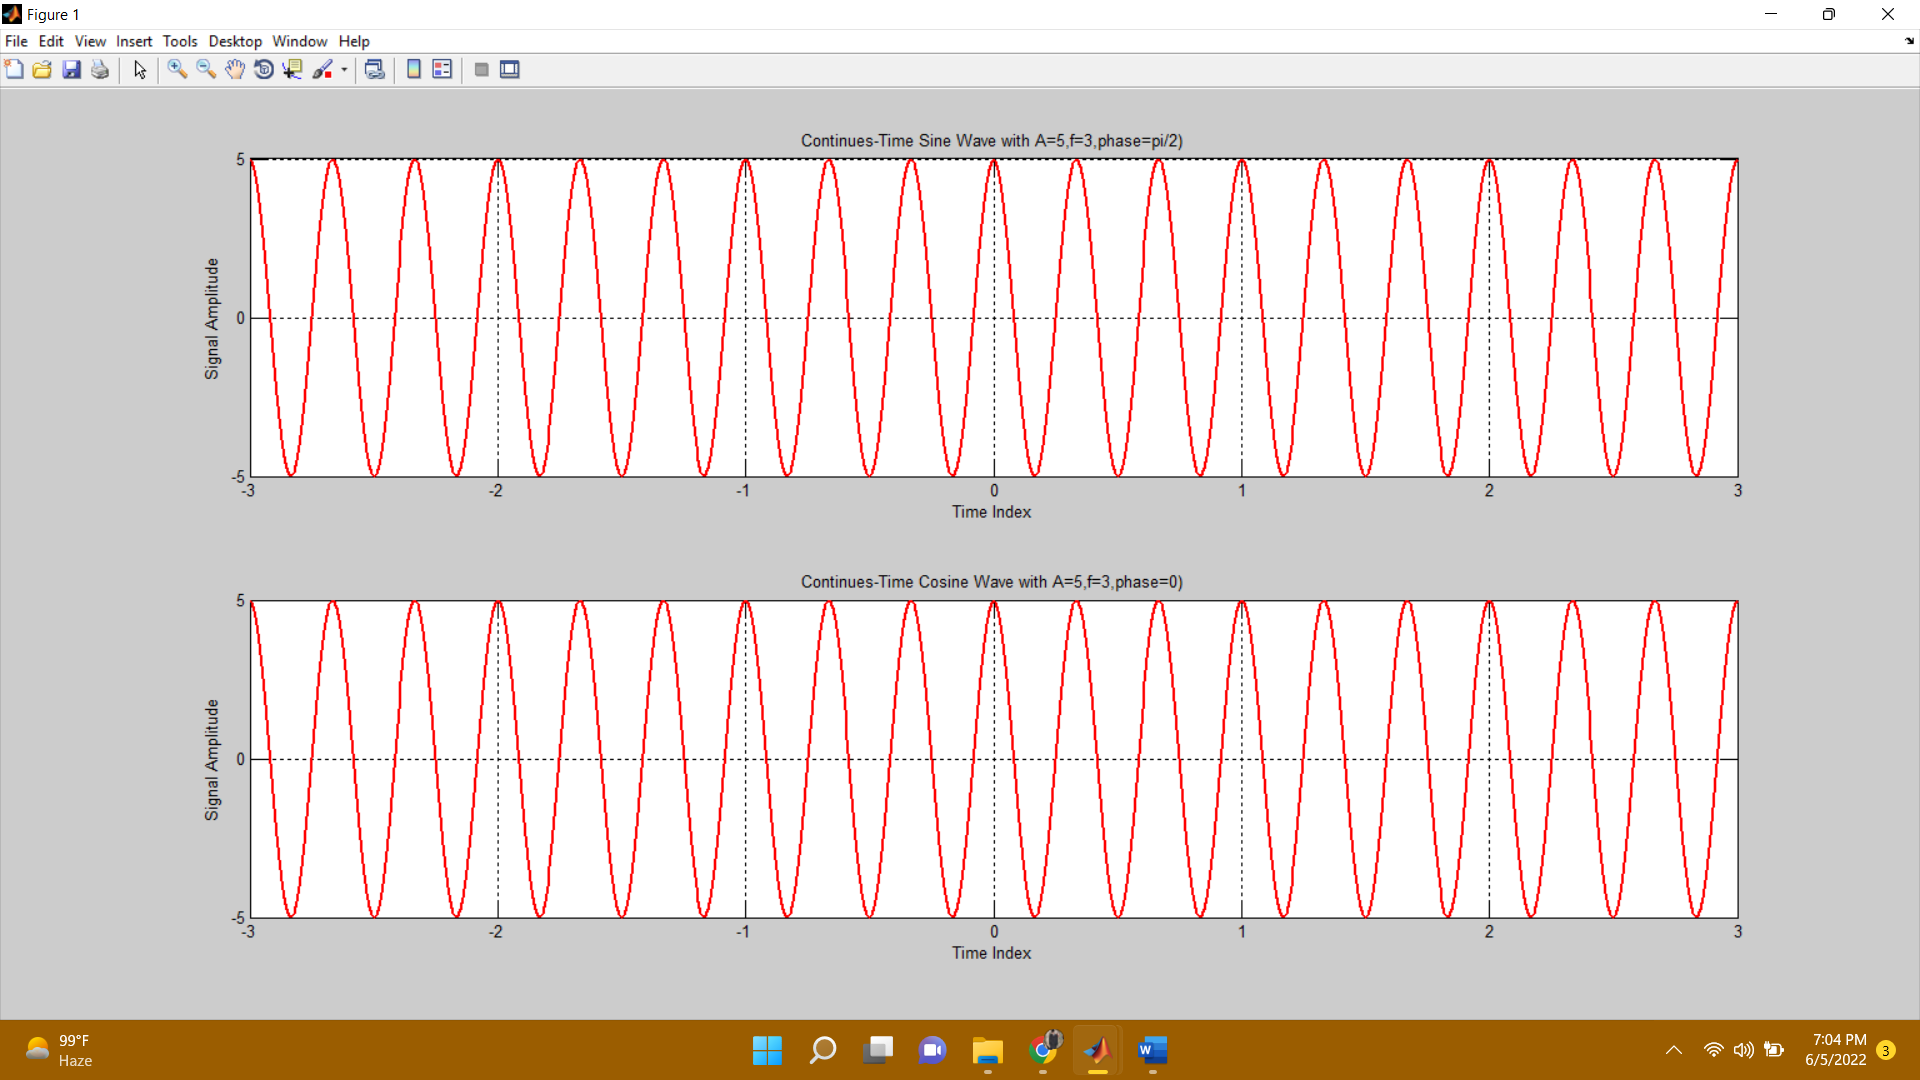 Figure 1
File Edit View Insert Tools Desktop Window Help
Continues-Time Sine Wave with A=5,f=3,phase=pi/2)
5
0
-5
Signal Amplitude
-3 -2 -1 0 1 2 3
Time Index
Continues-Time Cosine Wave with A=5,f=3,phase=0)
5
0
-5
Signal Amplitude
-3 -2 -1 0 1 2 3
Time Index
99°F
Haze
W
7:04 PM
6/5/2022
3